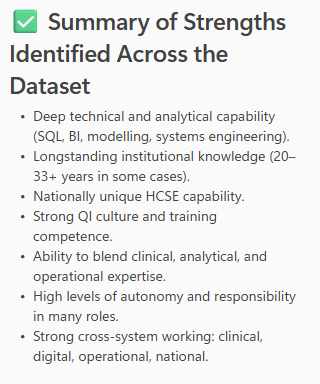 ✅ Summary of Strengths
Identified Across the
Dataset
• Deep technical and analytical capability
(SQL, BI, modelling, systems engineering).
• Longstanding institutional knowledge (20–
33+ years in some cases).
• Nationally unique HCSE capability.
• Strong QI culture and training
competence.
• Ability to blend clinical, analytical, and
operational expertise.
• High levels of autonomy and responsibility
in many roles.
• Strong cross-system working: clinical,
digital, operational, national.